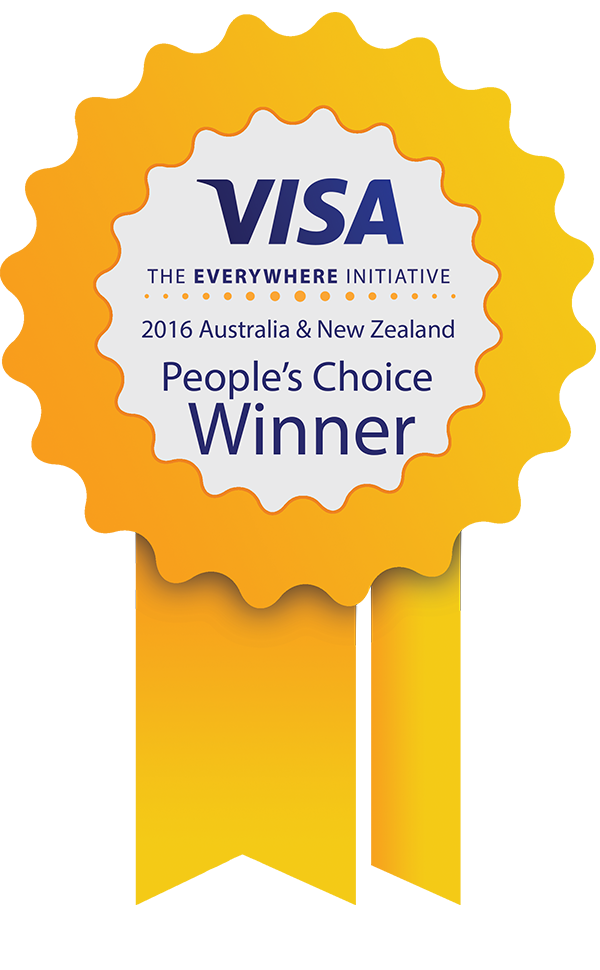 VISA
THE EVERYWHERE INITIATIVE
2016 Australia & New Zealand
People’s Choice
Winner